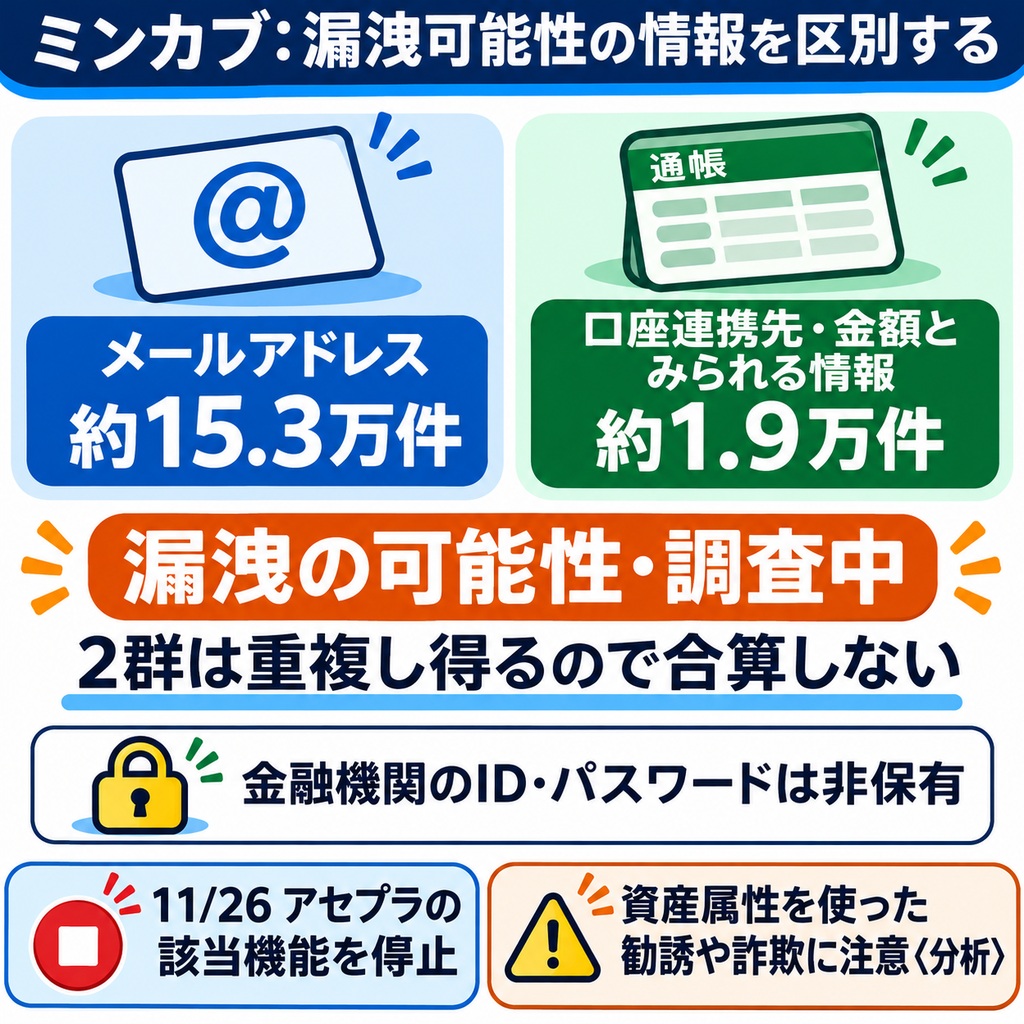 ミンカブ：漏洩可能性の情報を区別する
@
通帳
メールアドレス
約15.3万件
口座連携先・金額と
みられる情報
約1.9万件
漏洩の可能性・調査中
2群は重複し得るので合算しない
金融機関のID・パスワードは非保有
11/26 アセプラの
該当機能を停止
資産属性を使った
勧誘や詐欺に注意〈分析〉